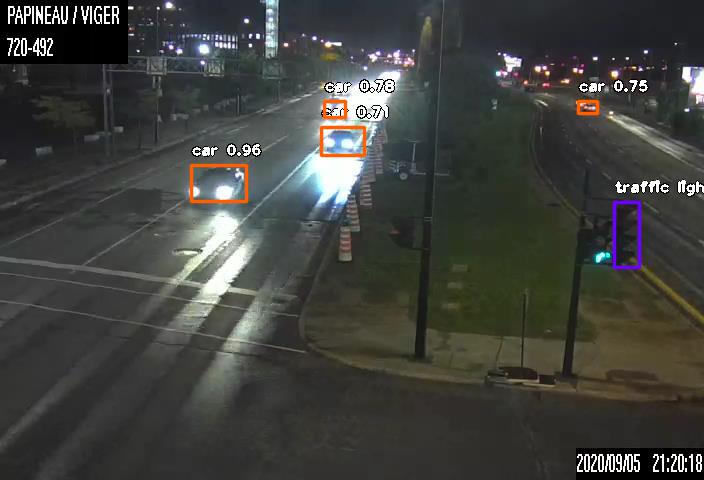 PAPINEAU / VIGER
720-492
car 0.78
car 0.75
car 0.71
car 0.96
traffic ligh
2020/09/05 21:20:18